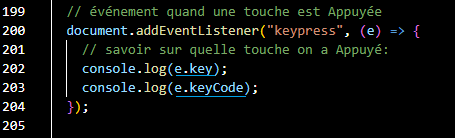 199 // événement quand une touche est Appuyée
200 document.addEventListener("keypress", (e) => {
201 // savoir sur quelle touche on a Appuyé:
202 console.log(e.key);
203 console.log(e.keyCode);
204 });
205